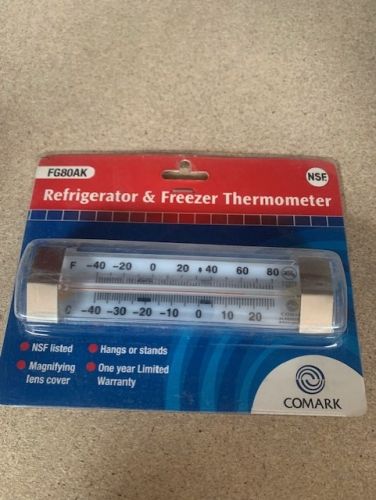 FG80AK
NSF
Refrigerator & Freezer Thermometer
F -40 -20 0 20 40 60 80
C -40 -30 -20 -10 0 10 20
• NSF listed
• Hangs or stands
• Magnifying lens cover
• One year Limited Warranty
COMARK